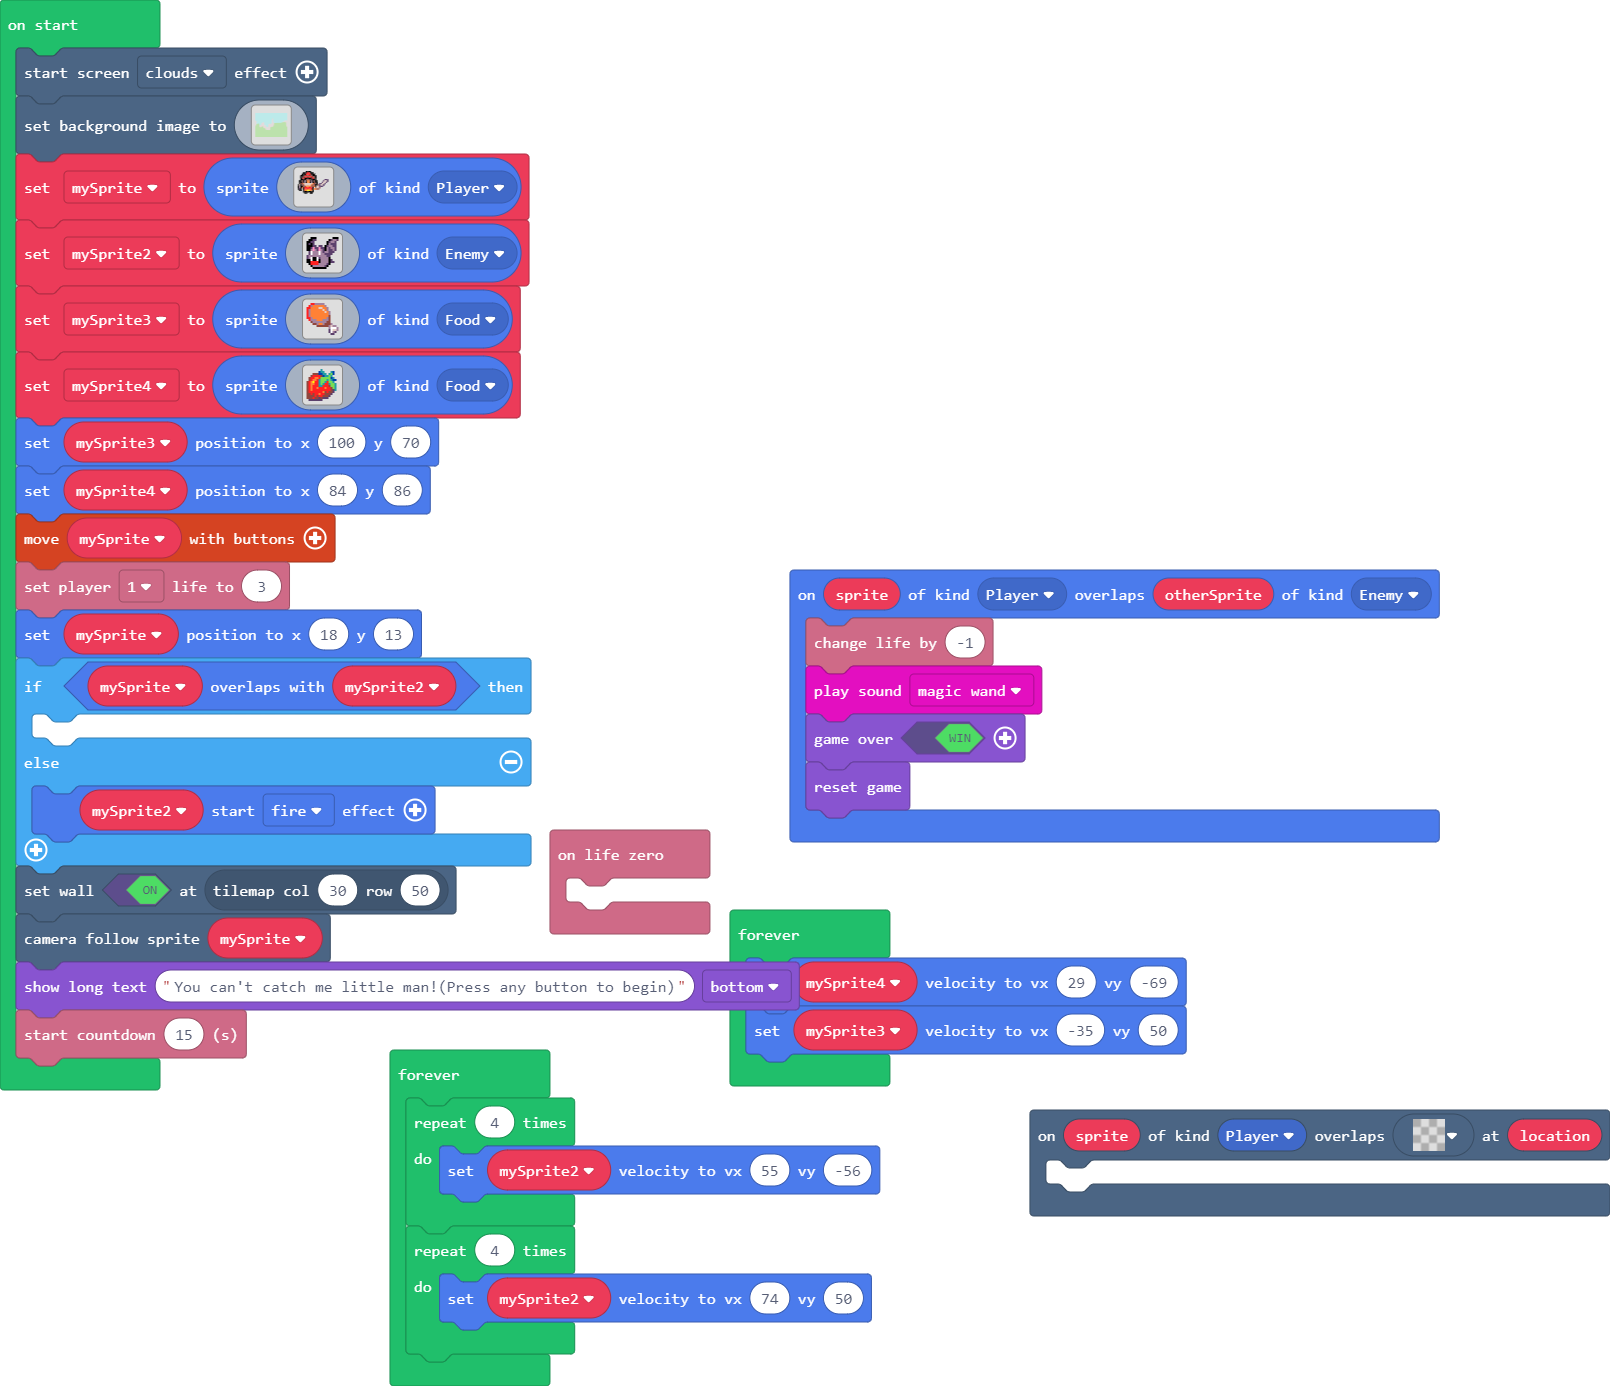 on start
start screen clouds effect
set background image to
set mySprite to sprite of kind Player
set mySprite2 to sprite of kind Enemy
set mySprite3 to sprite of kind Food
set mySprite4 to sprite of kind Food
set mySprite3 position to x 100 y 70
set mySprite4 position to x 84 y 86
move mySprite with buttons
set player 1 life to 3
set mySprite position to x 18 y 13
if mySprite overlaps with mySprite2 then
else
mySprite2 start fire effect
set wall ON at tilemap col 30 row 50
camera follow sprite mySprite
show long text "You can't catch me little man!(Press any button to begin)" bottom
start countdown 15 (s)
on sprite of kind Player overlaps otherSprite of kind Enemy
change life by -1
play sound magic wand
game over WIN
reset game
on life zero
forever
mySprite4 velocity to vx 29 vy -69
set mySprite3 velocity to vx -35 vy 50
forever
repeat 4 times
do
set mySprite2 velocity to vx 55 vy -56
repeat 4 times
do
set mySprite2 velocity to vx 74 vy 50
on sprite of kind Player overlaps at location